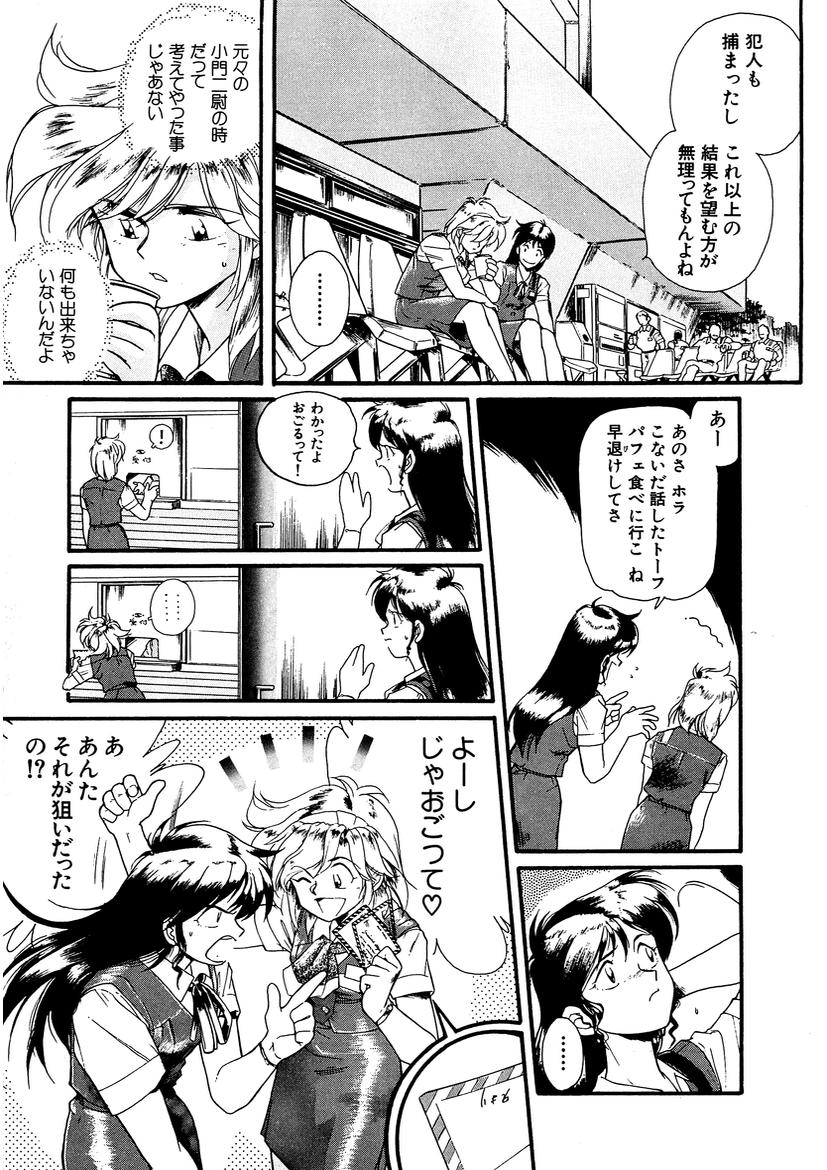 犯人も
捕まったし
これ以上の
結果を望む方が
無理ってもんよね
………
元々の
小門二尉の時
だって
考えてやった事
じゃあない
何も出来ちゃ
いないんだよ
あー
あのさ ホラ
こないだ話したトーフ
パフェ食べに行こ ね
早退けしてさ
わかったよ
おごるって!
!
受付
………
受付
……
よーし
じゃおごって♡
あ
あんた
それが狙いだった
の!?